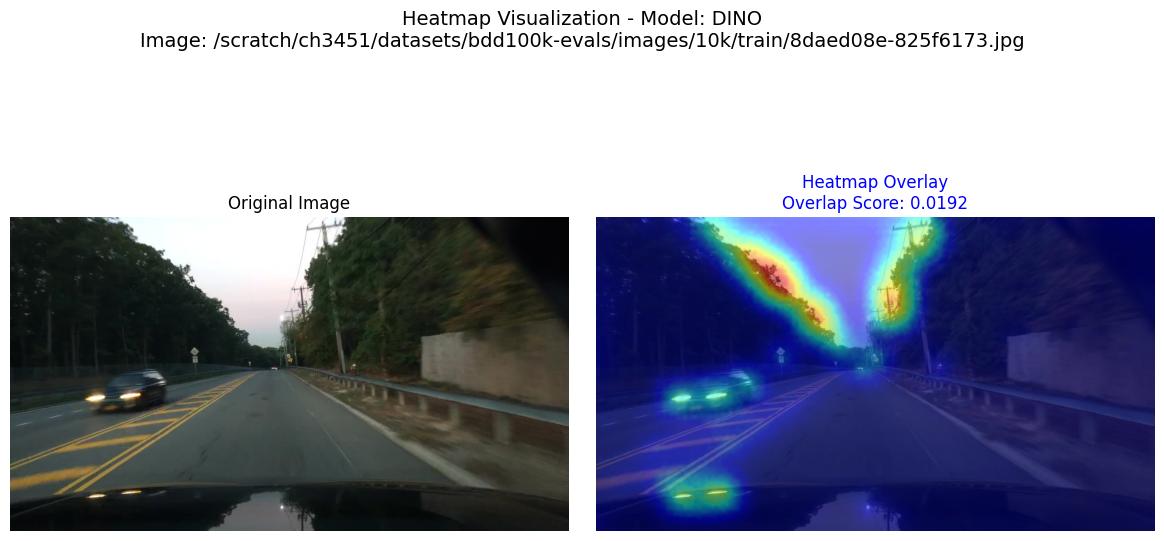 Heatmap Visualization - Model: DINO
Image: /scratch/ch3451/datasets/bdd100k-evals/images/10k/train/8daed08e-825f6173.jpg
Original Image
Heatmap Overlay
Overlap Score: 0.0192